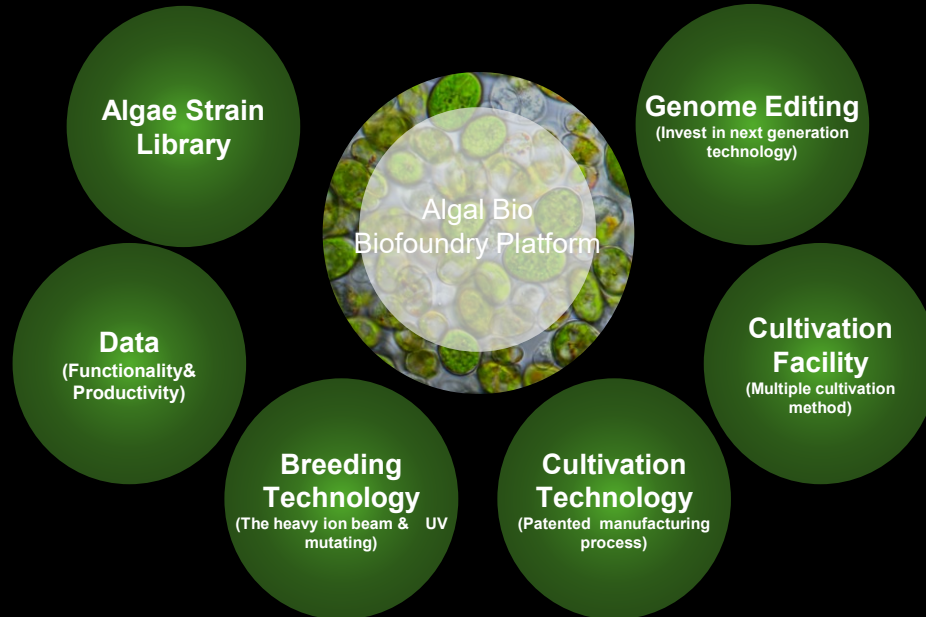 Algae Strain
Library
Genome Editing
(Invest in next generation
technology)
Algal Bio
Biofoundry Platform
Data
(Functionality&
Productivity)
Cultivation
Facility
(Multiple cultivation
method)
Breeding
Technology
(The heavy ion beam & UV
mutating)
Cultivation
Technology
(Patented manufacturing
process)